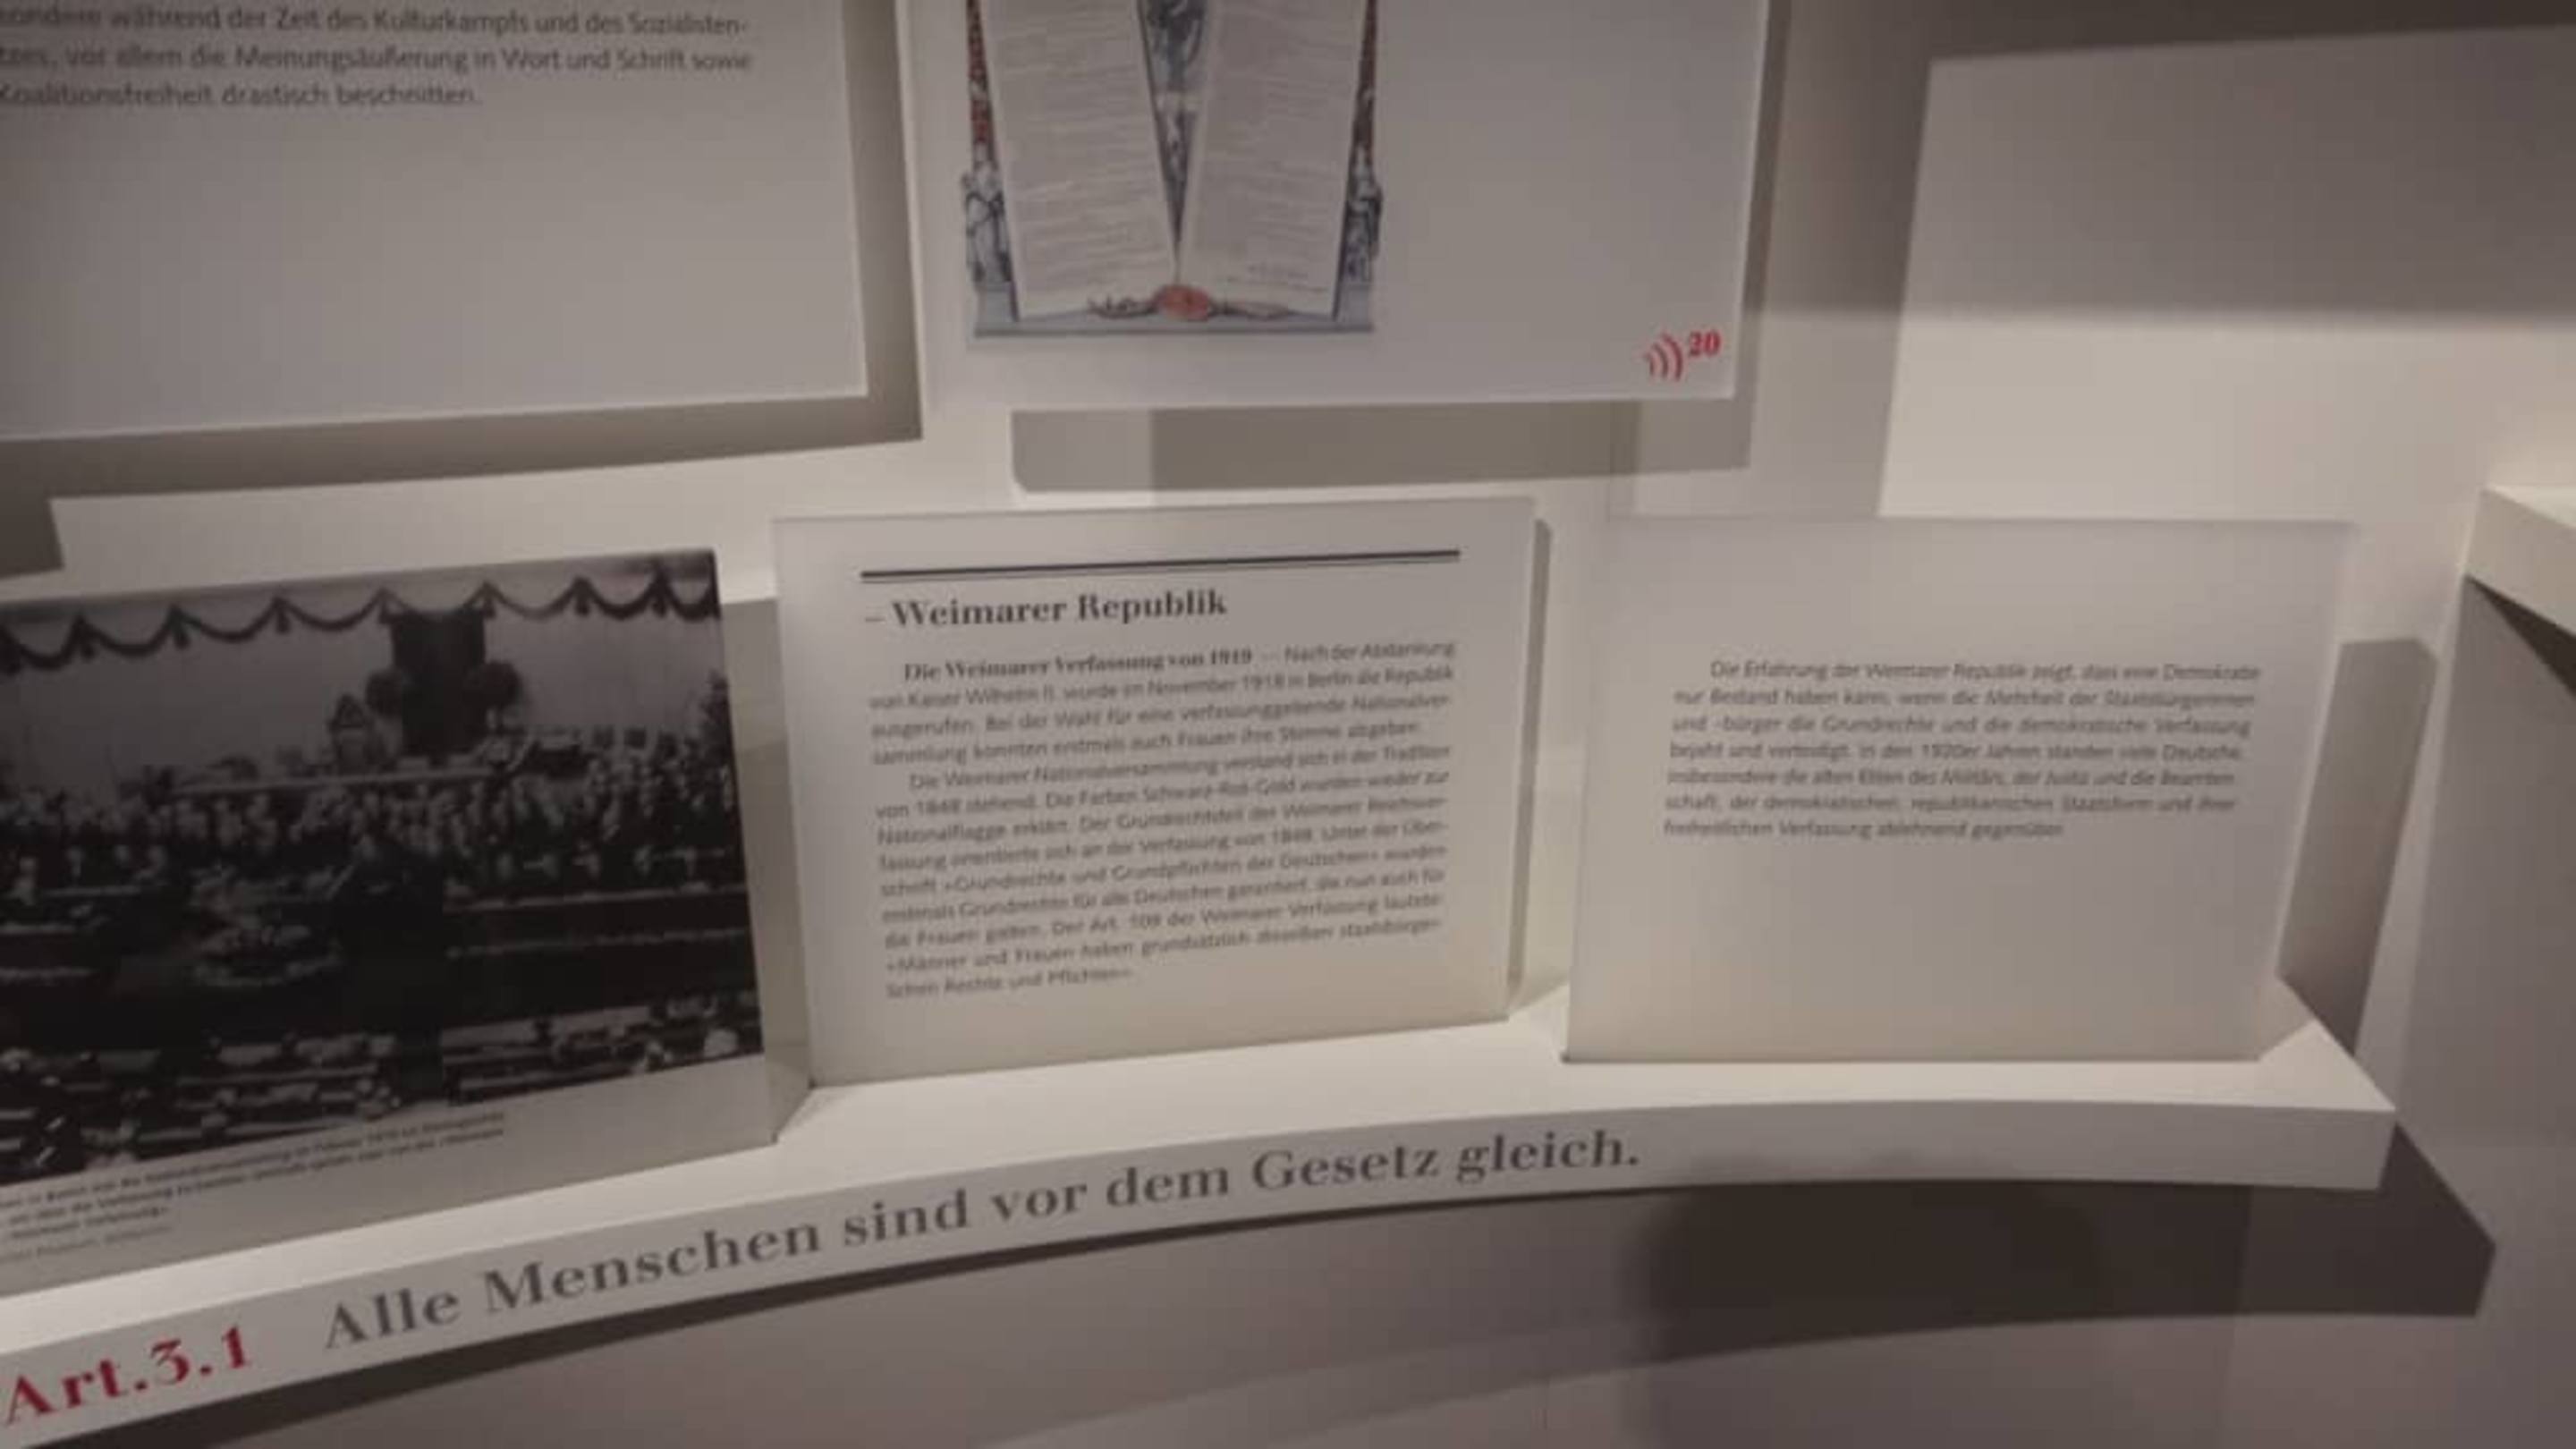 während der Zeit des Kulturkampfs und des Sozialisten-
vor allem die Meinungsäußerung in Wort und Schrift sowie
Koalitionsfreiheit drastisch beschnitten.
20
– Weimarer Republik
Die Weimarer Verfassung von 1919 — Nach der Abdankung
von Kaiser Wilhelm II. wurde im November 1918 in Berlin die Republik
ausgerufen. Bei der Wahl für eine verfassunggebende Nationalver-
sammlung konnten erstmals auch Frauen ihre Stimme abgeben.
Die Weimarer Nationalversammlung verstand sich in der Tradition
von 1848 stehend. Die Farben Schwarz-Rot-Gold wurden wieder zur
Nationalflagge erklärt. Der Grundrechtsteil der Weimarer Reichsver-
fassung orientierte sich an der Verfassung von 1848. Unter der Über-
schrift »Grundrechte und Grundpflichten der Deutschen« wurden
erstmals Grundrechte für alle Deutschen garantiert, die nun auch für
die Frauen galten. Der Art. 109 der Weimarer Verfassung lautete:
»Männer und Frauen haben grundsätzlich dieselben staatsbürger-
lichen Rechte und Pflichten«.
Die Erfahrung der Weimarer Republik zeigt, dass eine Demokratie
nur Bestand haben kann, wenn die Mehrheit der Staatsbürgerinnen
und -bürger die Grundrechte und die demokratische Verfassung
bejaht und verteidigt. In den 1920er Jahren standen viele Deutsche,
insbesondere die alten Eliten des Militärs, der Justiz und die Beamten-
schaft, der demokratischen, republikanischen Staatsform und ihrer
freiheitlichen Verfassung ablehnend gegenüber.
Art.3.1 Alle Menschen sind vor dem Gesetz gleich.